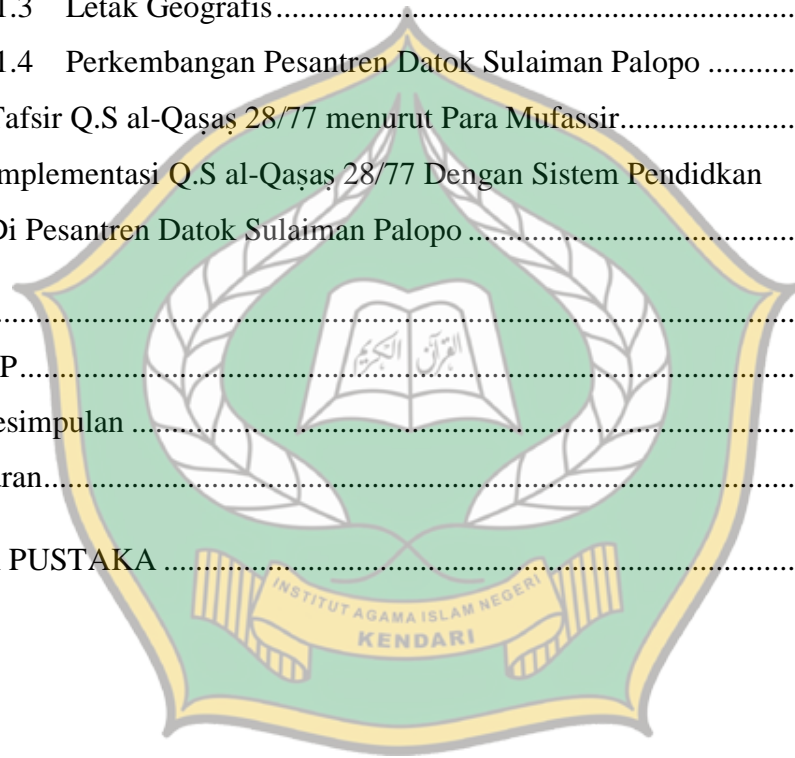 1.3 Letak Geografis..............................................................
1.4 Perkembangan Pesantren Datok Sulaiman Palopo ............
Tafsir Q.S al-Qaṣaṣ 28/77 menurut Para Mufassir.........................
mplementasi Q.S al-Qaṣaṣ 28/77 Dengan Sistem Pendidkan
Di Pesantren Datok Sulaiman Palopo ..............................................
..............................................................................................
القرآن الكريم
P..............................................................................................
esimpulan .................................................................................
aran..........................................................................................
PUSTAKA .................................................................................
INSTITUT AGAMA ISLAM NEGERI
KENDARI